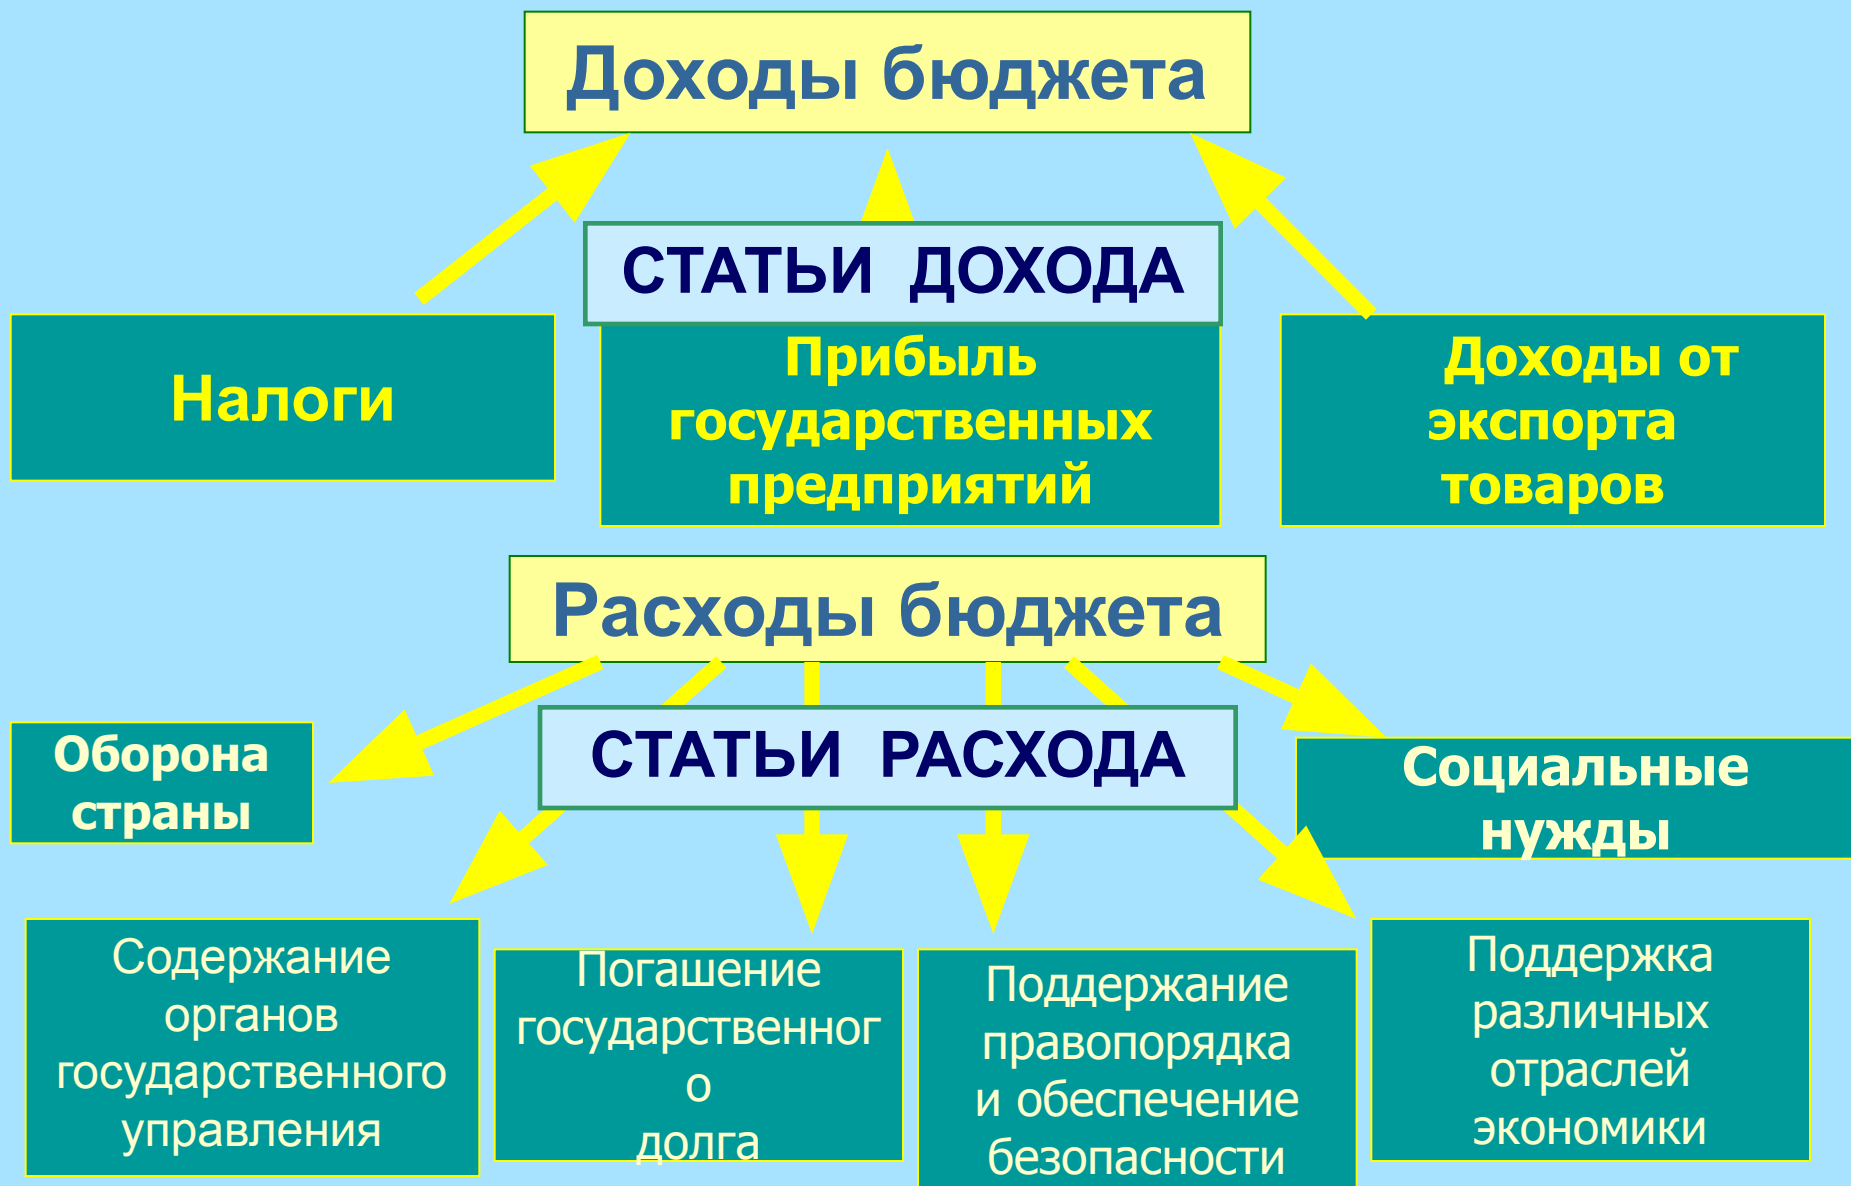 Доходы бюджета
СТАТЬИ ДОХОДА
Налоги
Прибыль
государственных
предприятий
Доходы от
экспорта
товаров
Расходы бюджета
СТАТЬИ РАСХОДА
Оборона
страны
Социальные
нужды
Содержание
органов
государственного
управления
Погашение
государственног
о
долга
Поддержание
правопорядка
и обеспечение
безопасности
Поддержка
различных
отраслей
экономики